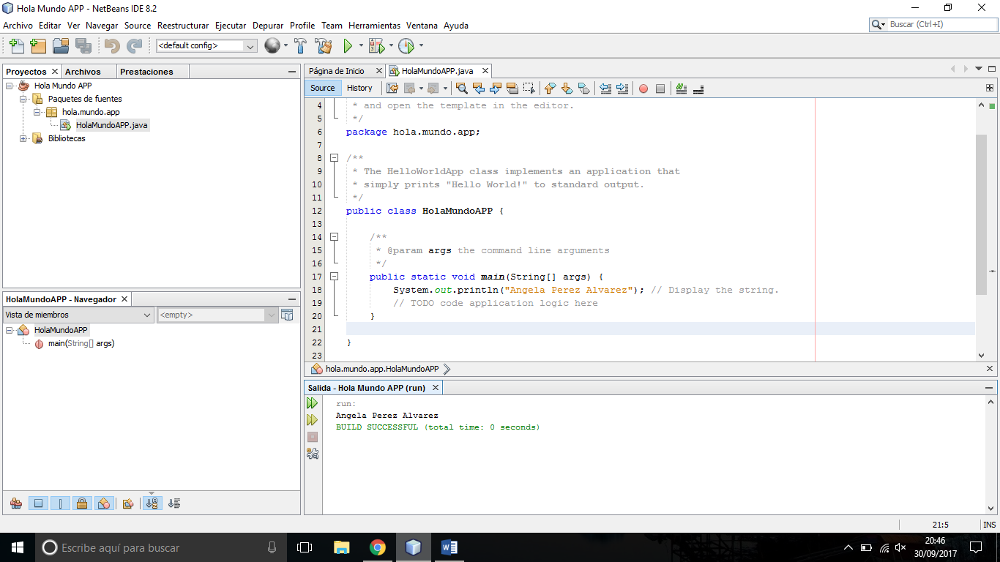 Hola Mundo APP - NetBeans IDE 8.2
Archivo Editar Ver Navegar Source Reestructurar Ejecutar Depurar Profile Team Herramientas Ventana Ayuda
Buscar (Ctrl+I)
<default config>
Proyectos Archivos Prestaciones
Hola Mundo APP
Paquetes de fuentes
hola.mundo.app
HolaMundoAPP.java
Bibliotecas
Página de Inicio HolaMundoAPP.java
Source History
4 * and open the template in the editor.
5 */
6 package hola.mundo.app;
7
8 /**
9 * The HelloWorldApp class implements an application that
10 * simply prints "Hello World!" to standard output.
11 */
12 public class HolaMundoAPP {
13
14 /**
15 * @param args the command line arguments
16 */
17 public static void main(String[] args) {
18 System.out.println("Angela Perez Alvarez"); // Display the string.
19 // TODO code application logic here
20 }
21
22 }
23
hola.mundo.app.HolaMundoAPP
HolaMundoAPP - Navegador
Vista de miembros <empty>
HolaMundoAPP
main(String[] args)
Salida - Hola Mundo APP (run)
run:
Angela Perez Alvarez
BUILD SUCCESSFUL (total time: 0 seconds)
21:5 INS
Escribe aquí para buscar
20:46
30/09/2017